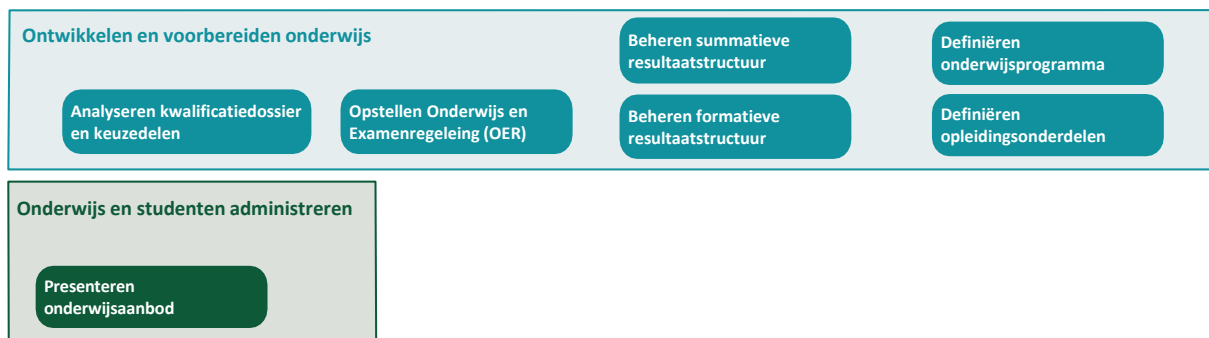 Ontwikkelen en voorbereiden onderwijs
Analyseren kwalificatiedossier
en keuzedelen
Opstellen Onderwijs en
Examenregeleing (OER)
Beheren summatieve
resultaatstructuur
Beheren formatieve
resultaatstructuur
Definiëren
onderwijsprogramma
Definiëren
opleidingsonderdelen
Onderwijs en studenten administreren
Presenteren
onderwijsaanbod